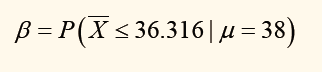 β = P(X̅ ≤ 36.316 | μ = 38)